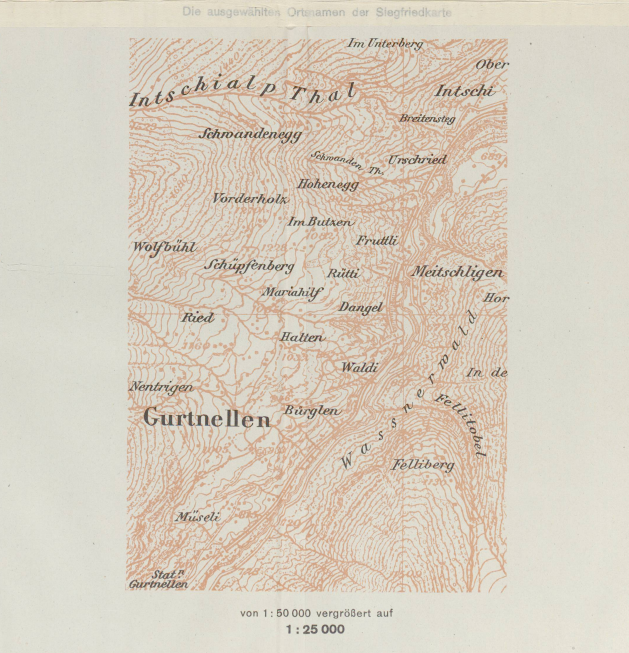 Die ausgewählten Ortsnamen der Siegfriedkarte
Im Unterberg
Ober
Intschialp Thal
Intschi
Breitensteg
Schwandenegg
Schwanden Th.
Urschried
689
Hohenegg
Vorderholz
Im Butzen
Fruttli
Wolfbühl
Schüpfenberg
Rütti
Meitschligen
Mariahilf
Hor
Dangel
Ried
Halten
Waldi
In de
Nentrigen
Wassnerwald
Fellitobel
Gurtnellen
Bürglen
Felliberg
Müseli
Stat.n
Gurtnellen
von 1:50 000 vergrößert auf
1:25 000